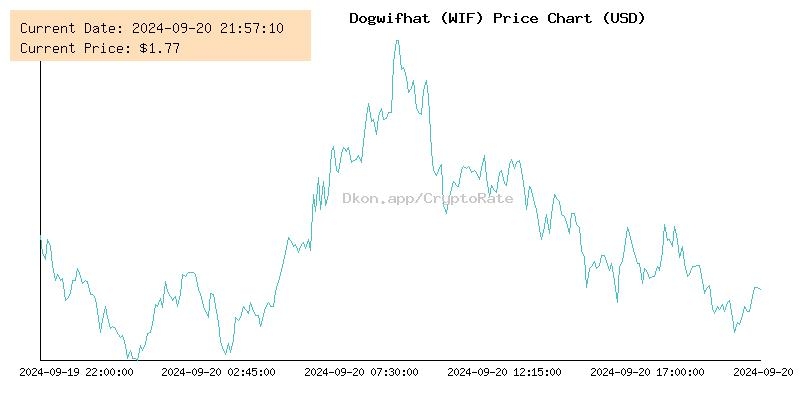 Dogwifhat (WIF) Price Chart (USD)
Current Date: 2024-09-20 21:57:10
Current Price: $1.77
Dkon.app/CryptoRate
2024-09-19 22:00:00 2024-09-20 02:45:00 2024-09-20 07:30:00 2024-09-20 12:15:00 2024-09-20 17:00:00 2024-09-20